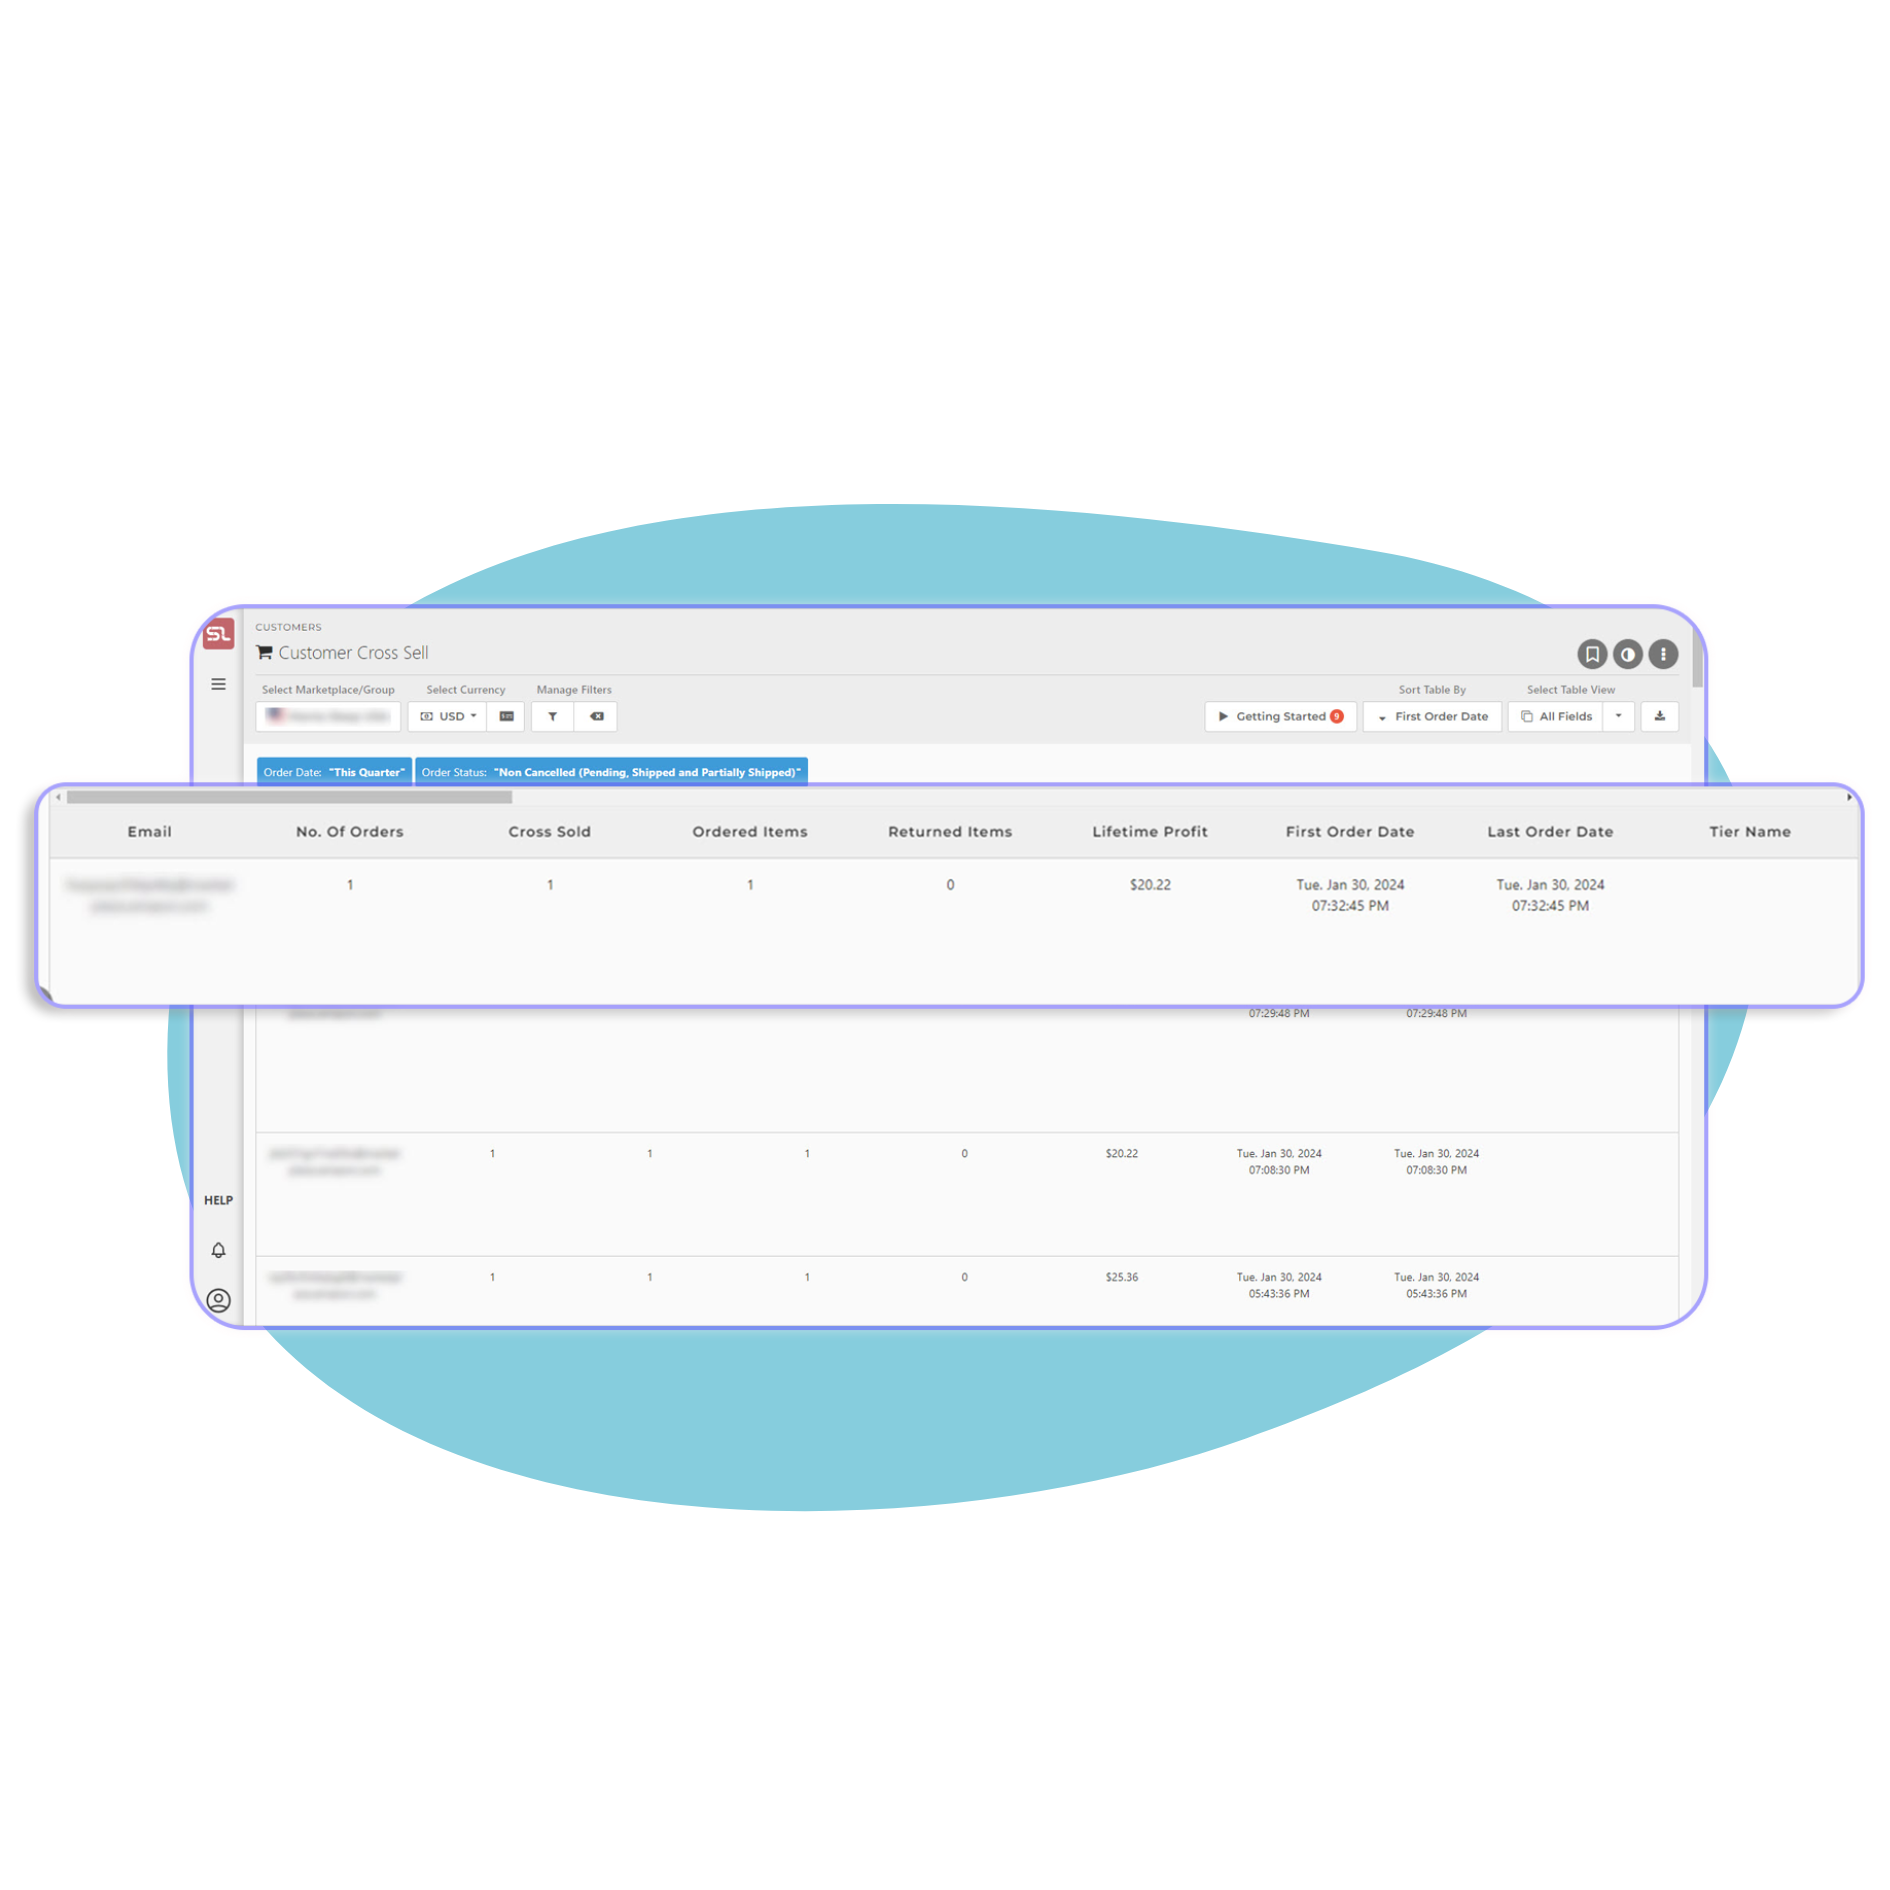 SL
CUSTOMERS
Customer Cross Sell
Select Marketplace/Group Select Currency Manage Filters Sort Table By Select Table View
USD Getting Started 9 First Order Date All Fields
Order Date: "This Quarter" Order Status: "Non Cancelled (Pending, Shipped and Partially Shipped)"
Email No. Of Orders Cross Sold Ordered Items Returned Items Lifetime Profit First Order Date Last Order Date Tier Name
1 1 1 0 $20.22 Tue. Jan 30, 2024 Tue. Jan 30, 2024
07:32:45 PM 07:32:45 PM
07:29:48 PM 07:29:48 PM
1 1 1 0 $20.22 Tue. Jan 30, 2024 Tue. Jan 30, 2024
07:08:30 PM 07:08:30 PM
HELP
1 1 1 0 $25.36 Tue. Jan 30, 2024 Tue. Jan 30, 2024
05:43:36 PM 05:43:36 PM